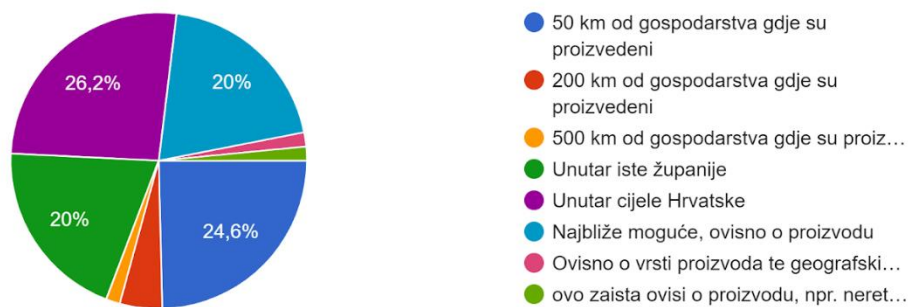 26,2%
20%
20%
24,6%
50 km od gospodarstva gdje su
proizvedeni
200 km od gospodarstva gdje su
proizvedeni
500 km od gospodarstva gdje su proiz...
Unutar iste županije
Unutar cijele Hrvatske
Najbliže moguće, ovisno o proizvodu
Ovisno o vrsti proizvoda te geografski...
ovo zaista ovisi o proizvodu, npr. neret...